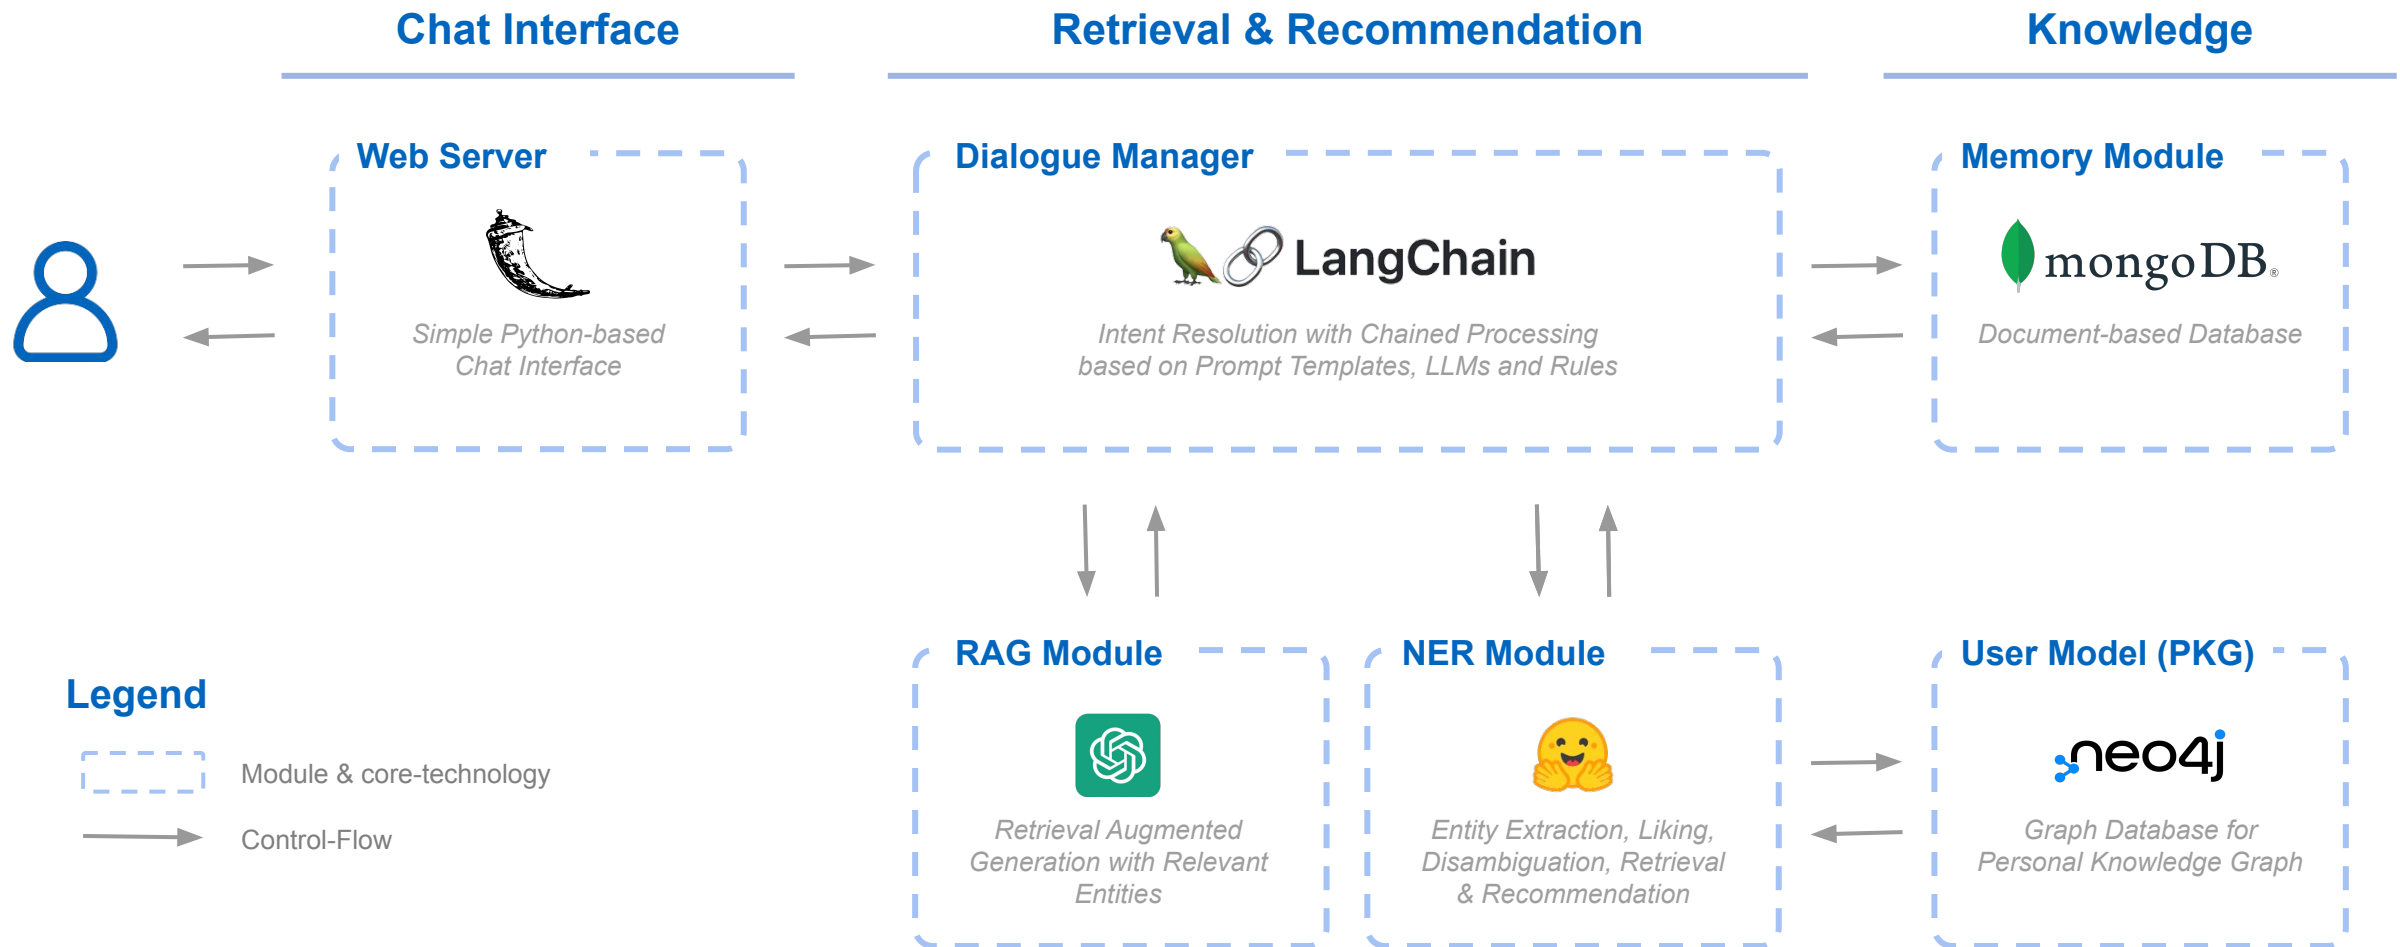 Chat Interface
Retrieval & Recommendation
Knowledge
Web Server
Simple Python-based
Chat Interface
Dialogue Manager
LangChain
Intent Resolution with Chained Processing
based on Prompt Templates, LLMs and Rules
Memory Module
mongoDB®
Document-based Database
RAG Module
Retrieval Augmented
Generation with Relevant
Entities
NER Module
Entity Extraction, Liking,
Disambiguation, Retrieval
& Recommendation
User Model (PKG)
neo4j
Graph Database for
Personal Knowledge Graph
Legend
Module & core-technology
Control-Flow